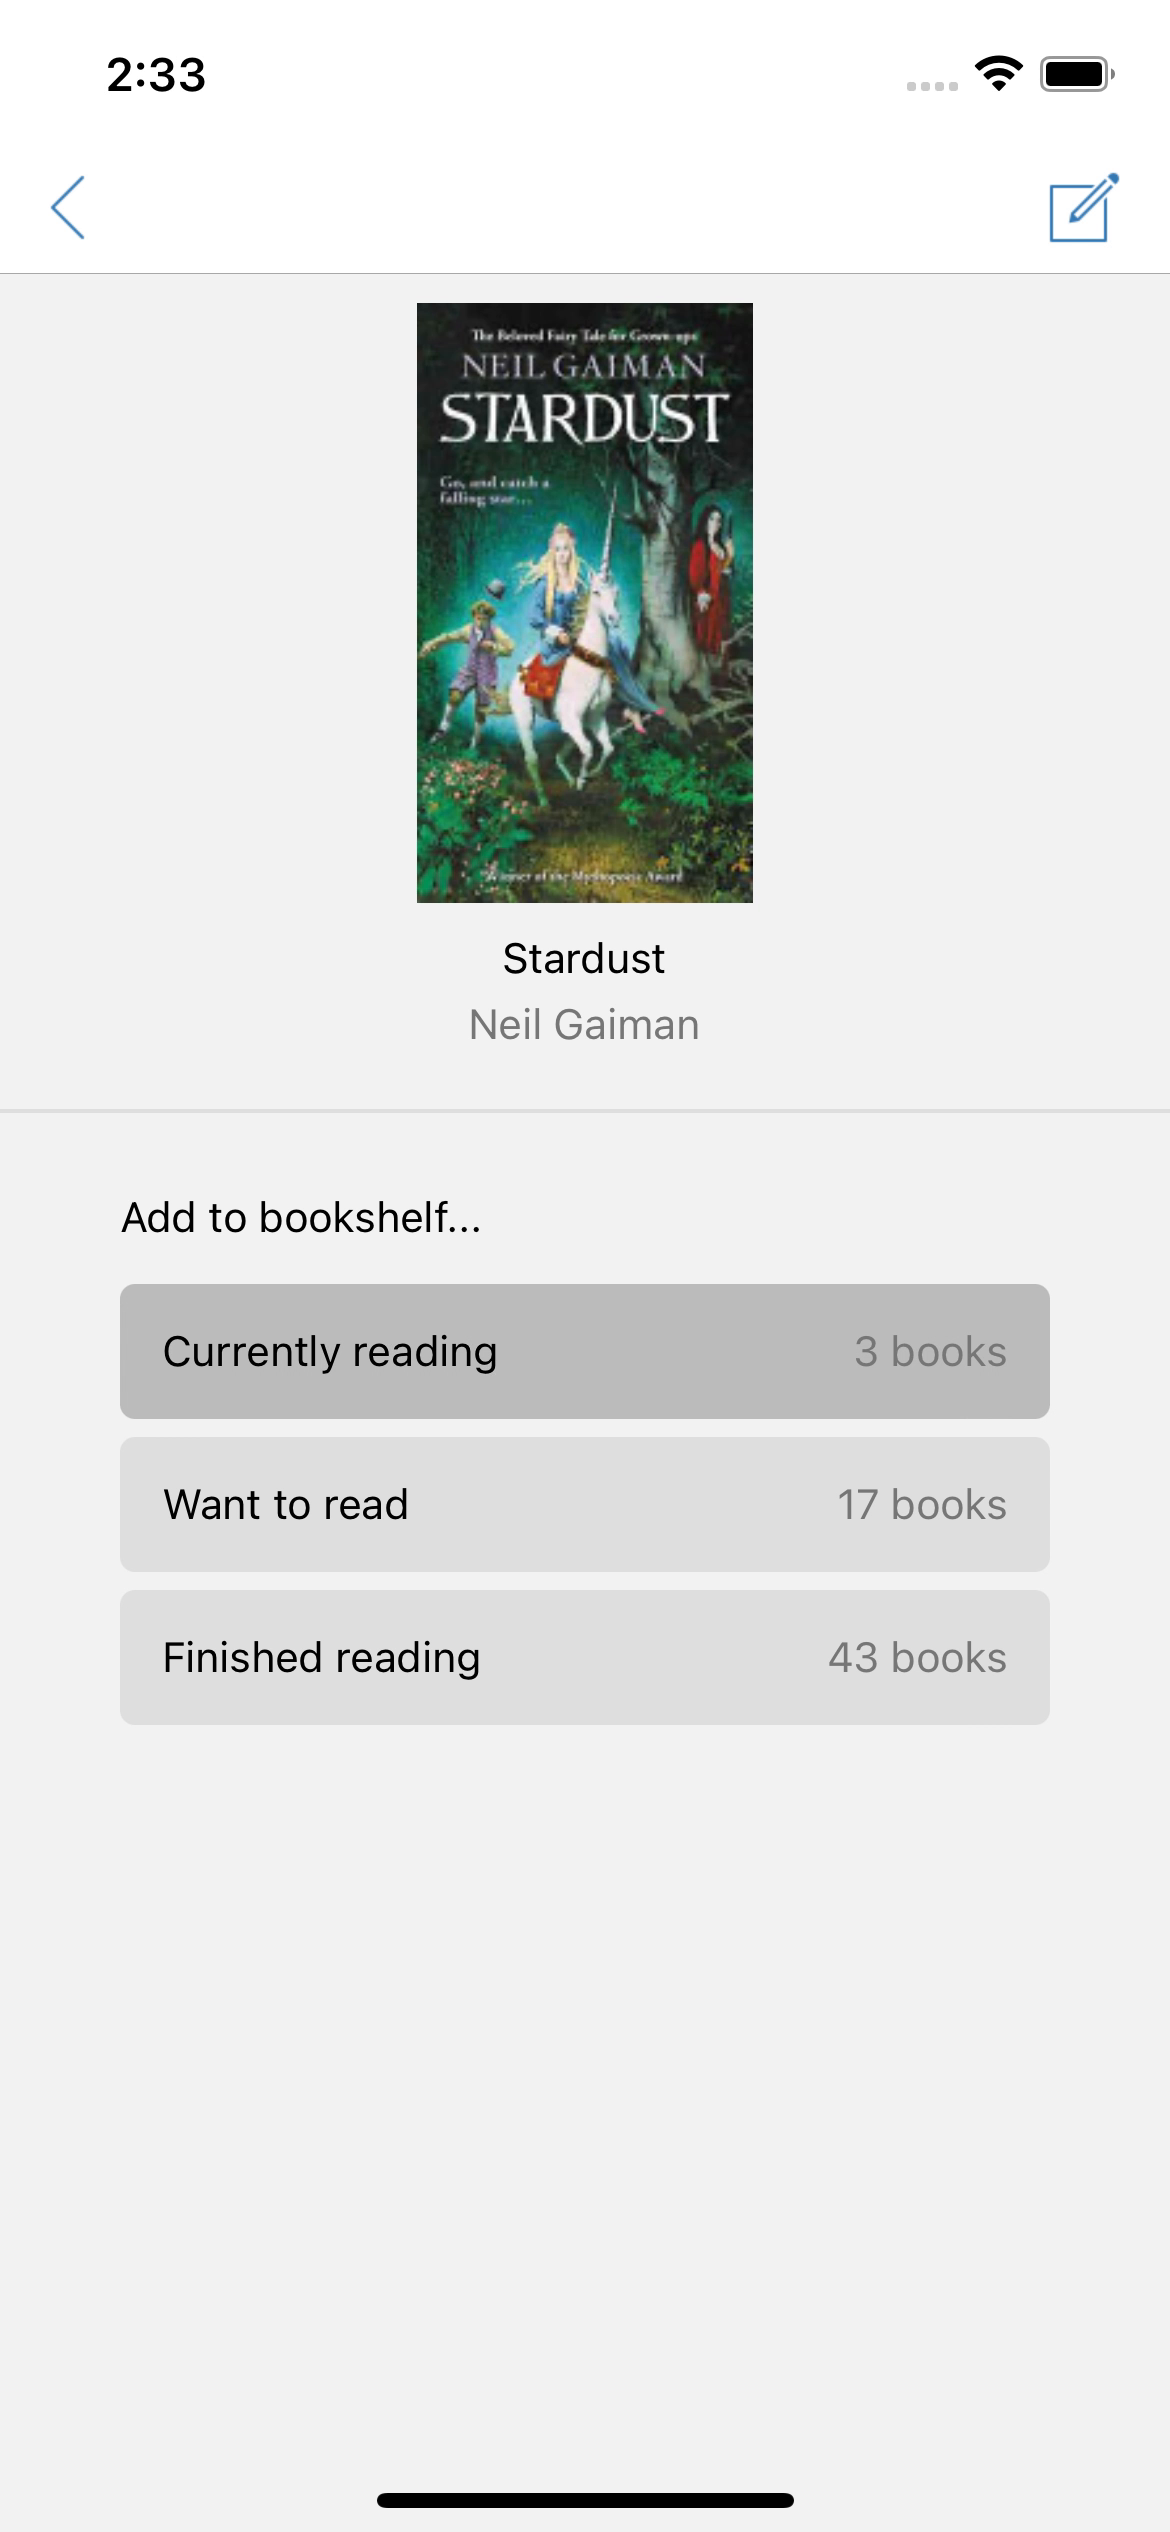 2:33
The Beloved Fairy Tale for Grown-ups
NEIL GAIMAN
STARDUST
Go, and catch a
falling star...
Winner of the Mythopoeic Award
Stardust
Neil Gaiman
Add to bookshelf...
Currently reading 3 books
Want to read 17 books
Finished reading 43 books